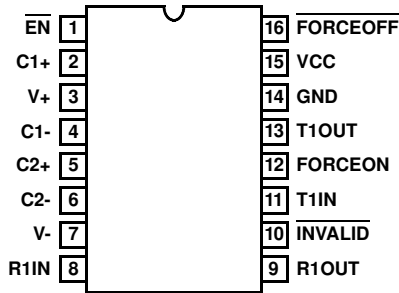 EN 1 16 FORCEOFF
C1+ 2 15 VCC
V+ 3 14 GND
C1- 4 13 T1OUT
C2+ 5 12 FORCEON
C2- 6 11 T1IN
V- 7 10 INVALID
R1IN 8 9 R1OUT